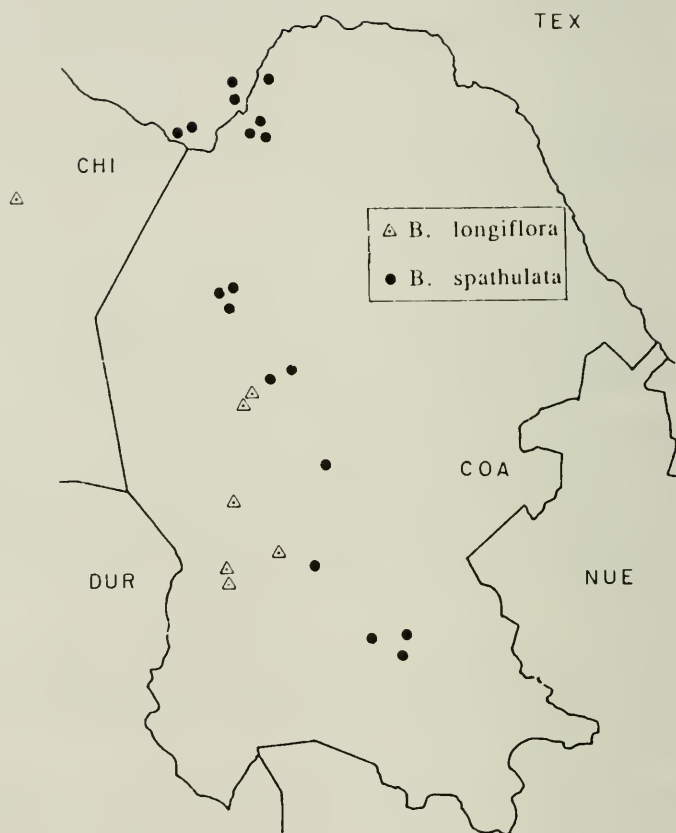 TEX
CHI
B. longiflora
B. spathulata
COA
DUR
NUE